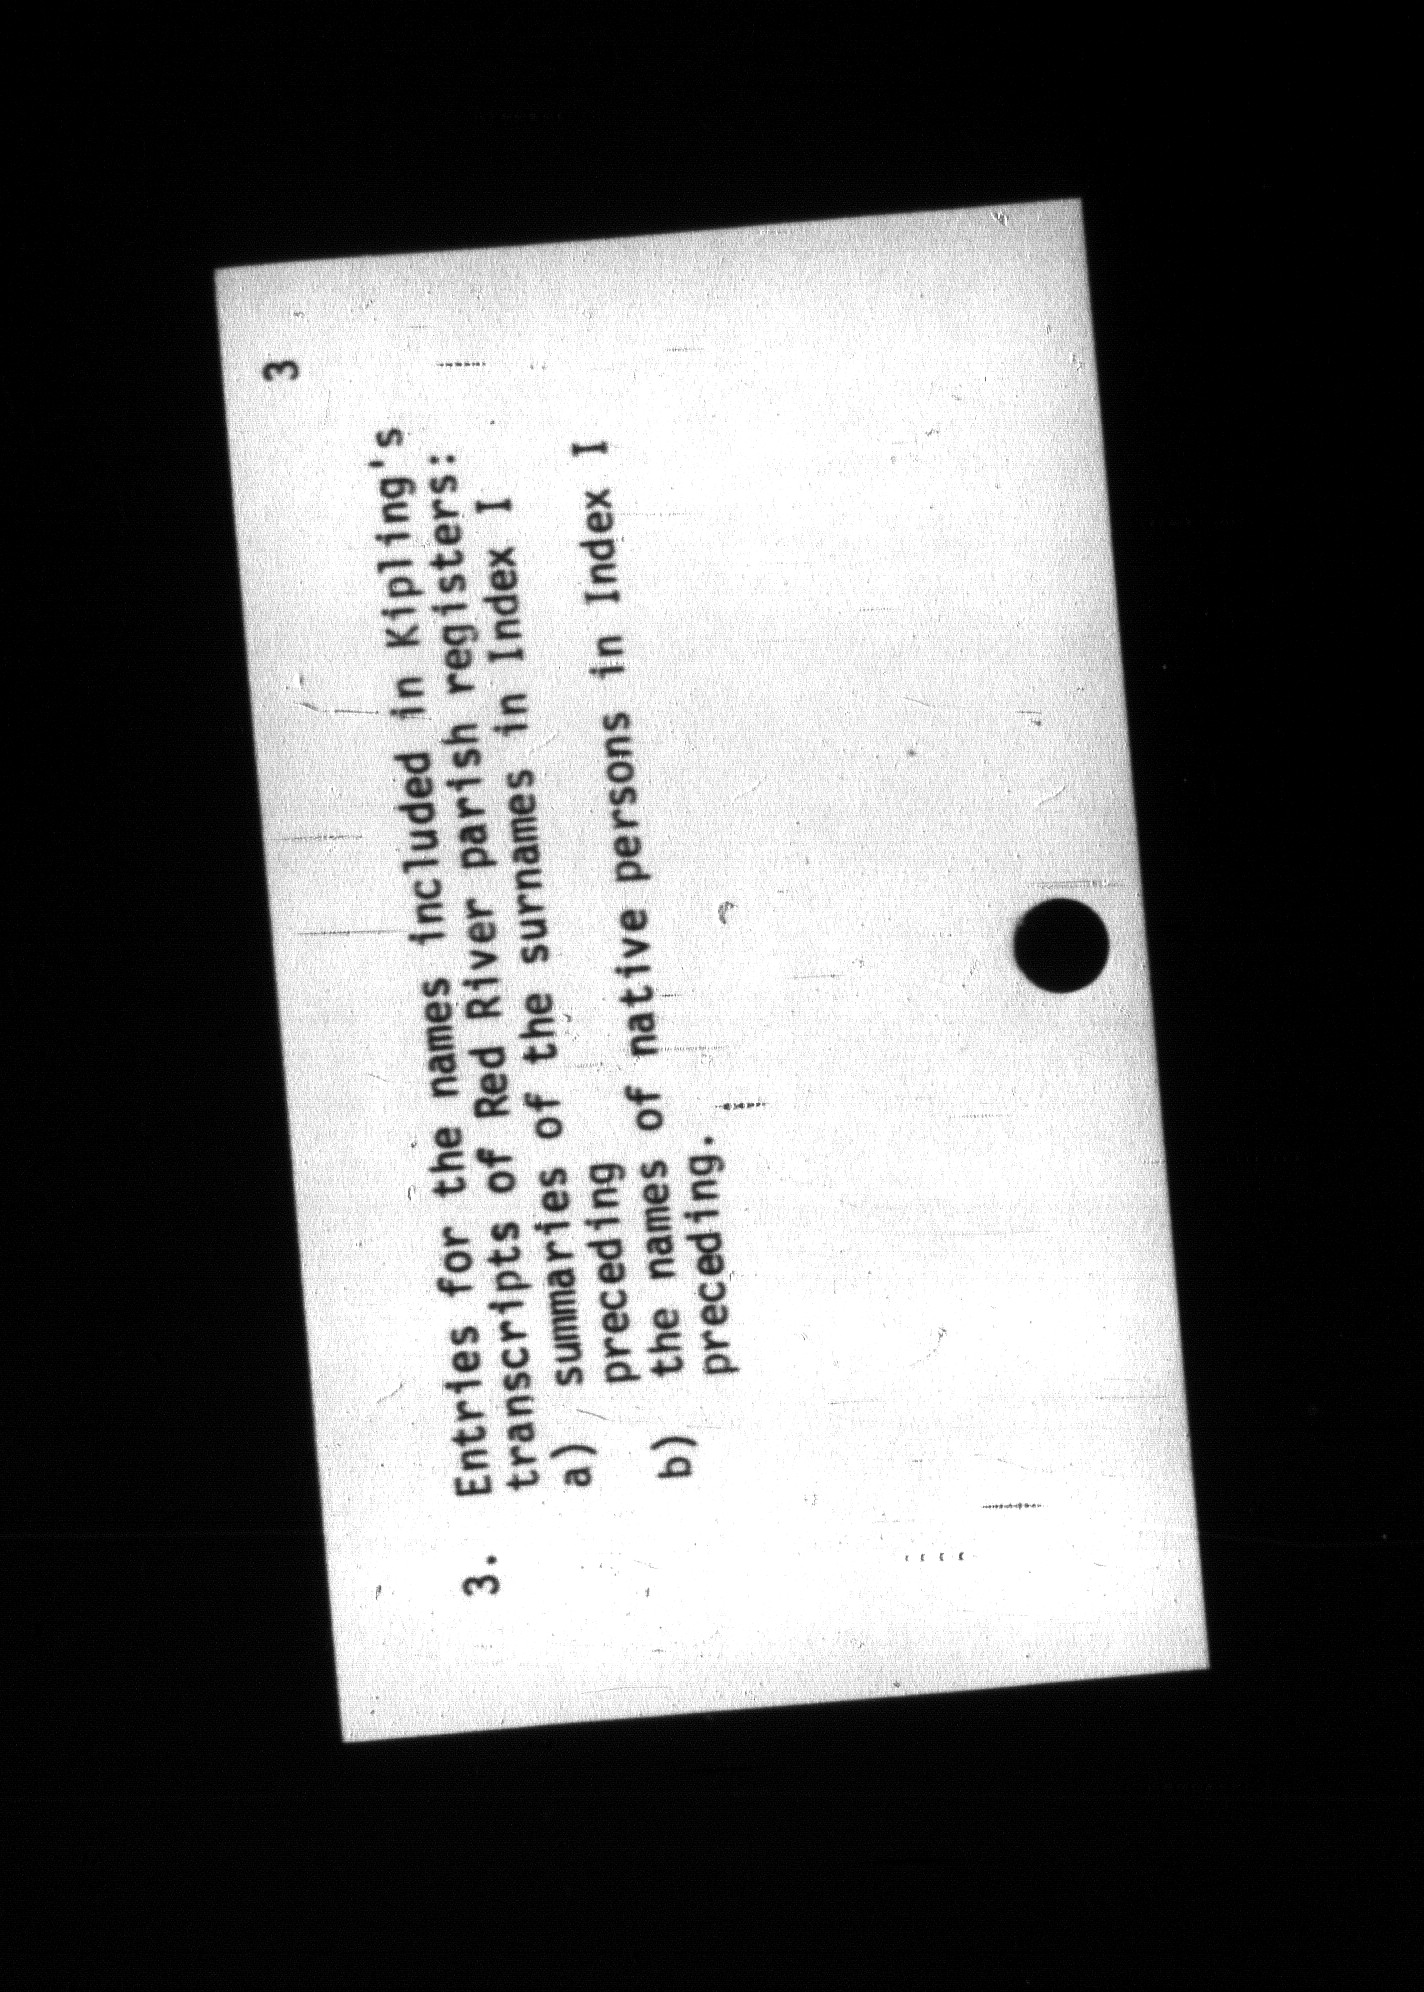 3
3. Entries for the names included in Kipling's
transcripts of Red River parish registers:
a) summaries of the surnames in Index I
preceding
b) the names of native persons in Index I
preceding.